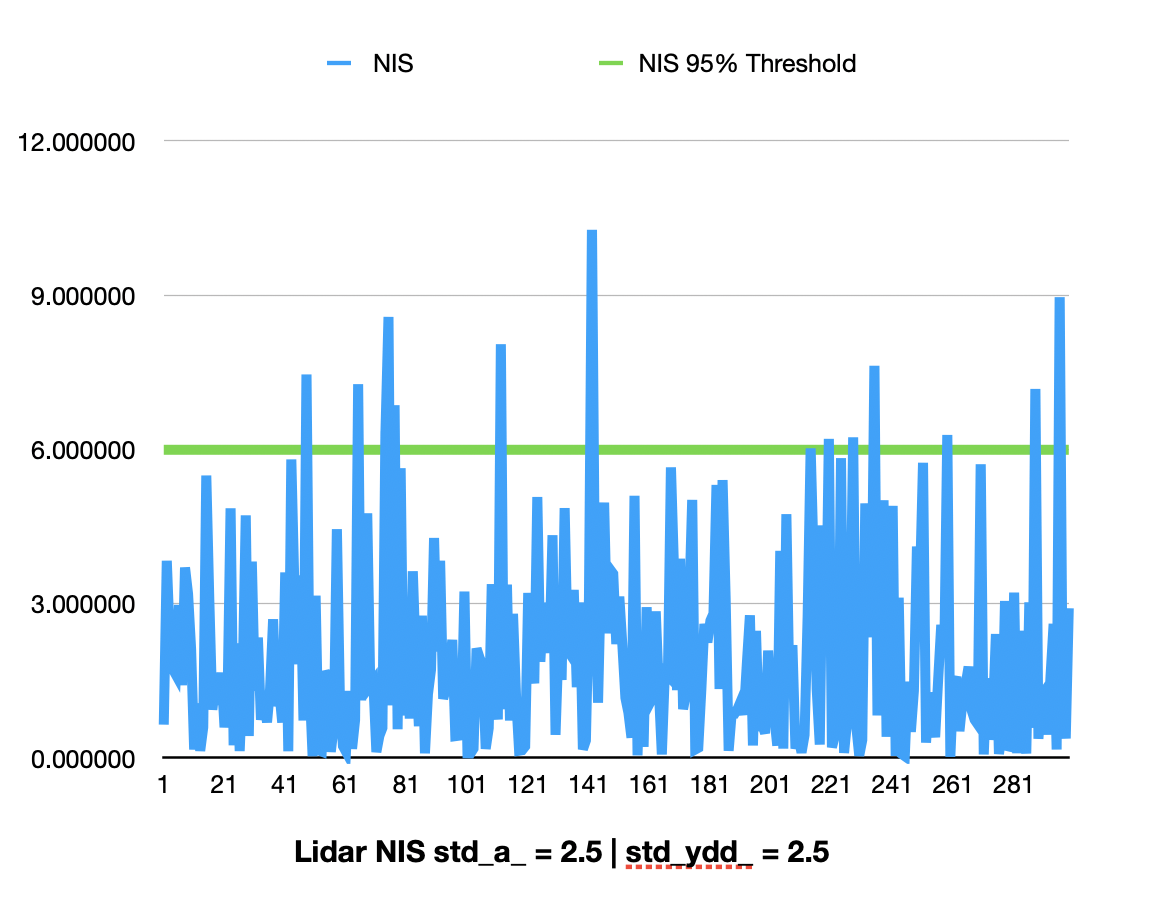 NIS NIS 95% Threshold
12.000000
9.000000
6.000000
3.000000
0.000000
1 21 41 61 81 101 121 141 161 181 201 221 241 261 281
Lidar NIS std_a_ = 2.5 | std_ydd_ = 2.5